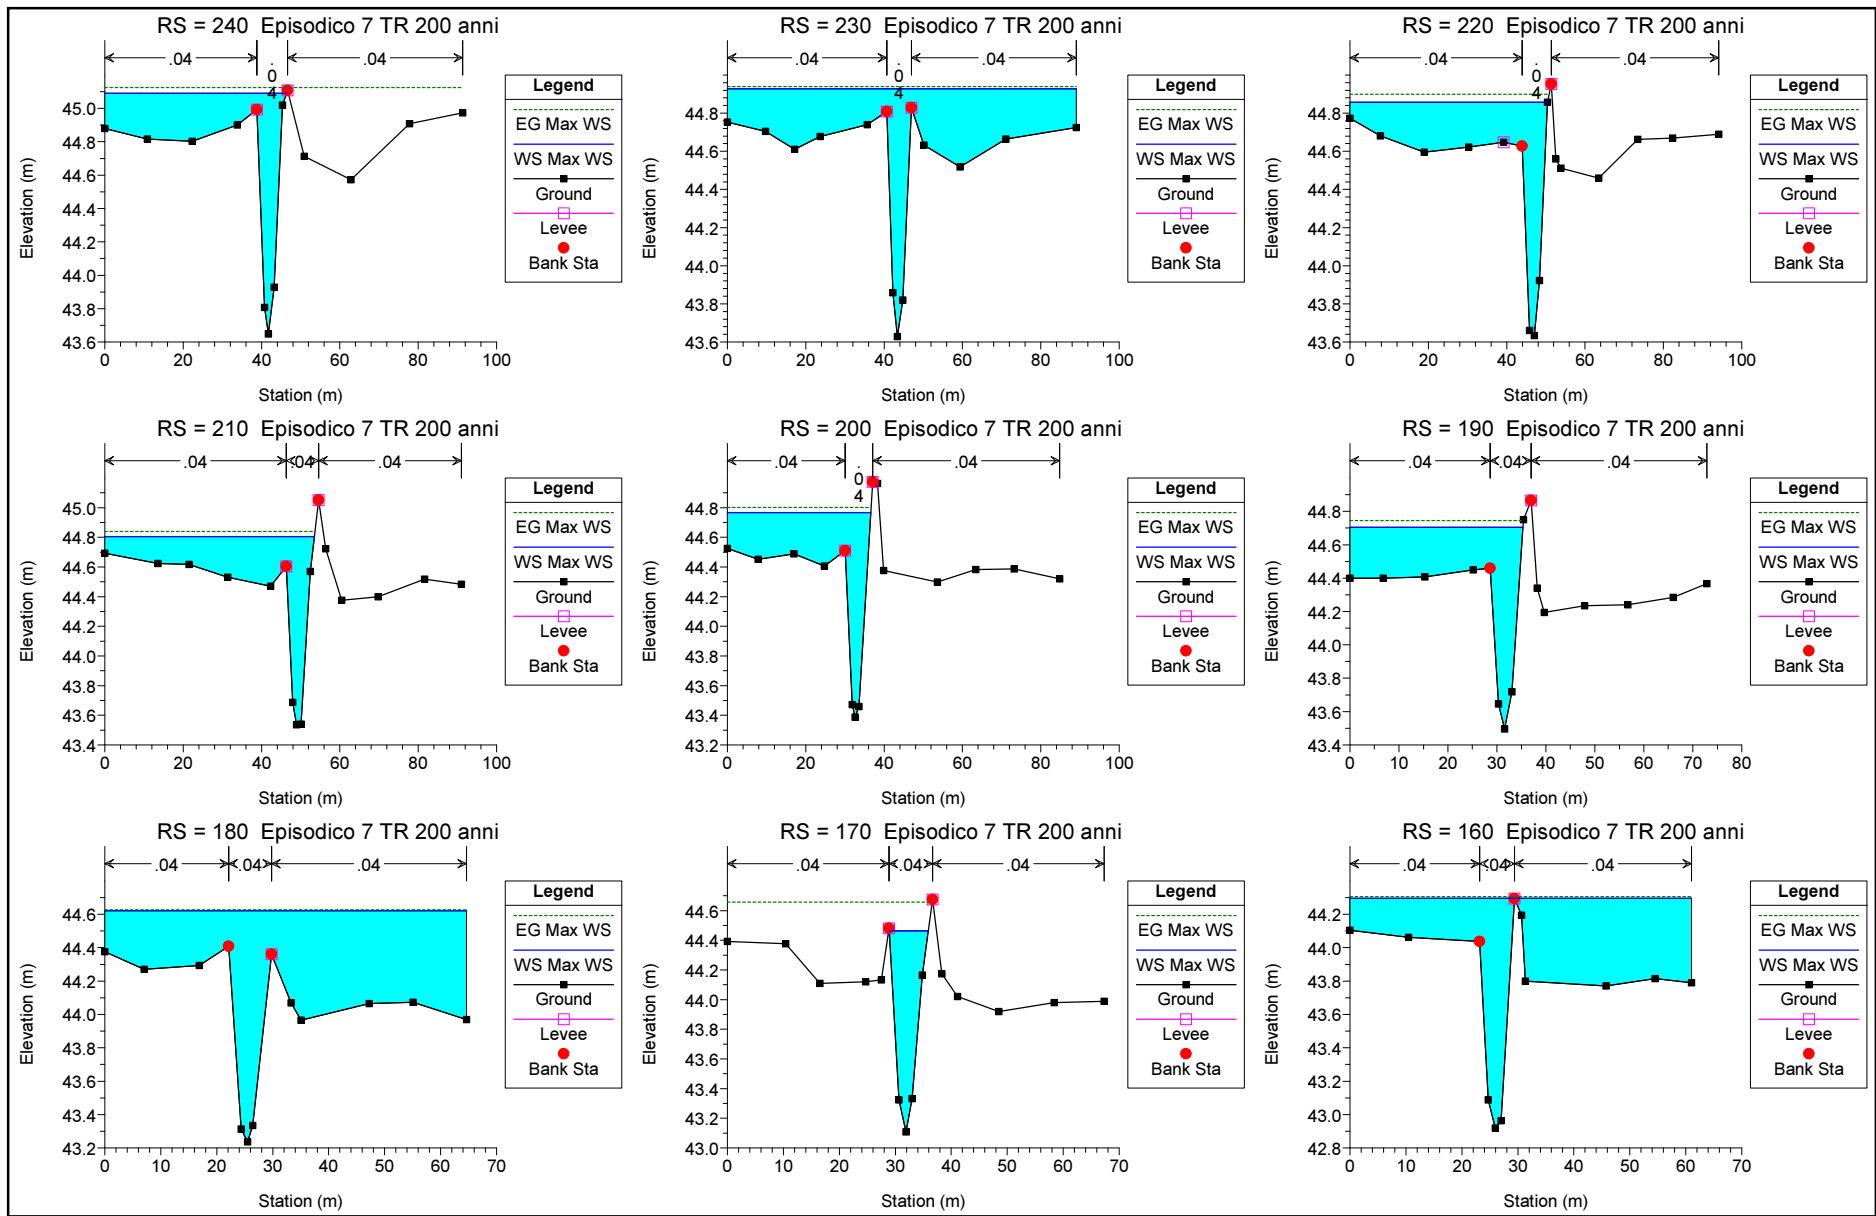 RS = 240 Episodico 7 TR 200 anni
.04
.04
.04
Legend
EG Max WS
WS Max WS
Ground
Levee
Bank Sta
45.0
44.8
44.6
44.4
44.2
44.0
43.8
43.6
0
20
40
60
80
100
Elevation (m)
Station (m)
RS = 230 Episodico 7 TR 200 anni
.04
.04
.04
Legend
EG Max WS
WS Max WS
Ground
Levee
Bank Sta
44.8
44.6
44.4
44.2
44.0
43.8
43.6
0
20
40
60
80
100
Elevation (m)
Station (m)
RS = 220 Episodico 7 TR 200 anni
.04
.04
.04
Legend
EG Max WS
WS Max WS
Ground
Levee
Bank Sta
44.8
44.6
44.4
44.2
44.0
43.8
43.6
0
20
40
60
80
100
Elevation (m)
Station (m)
RS = 210 Episodico 7 TR 200 anni
.04
.04
.04
Legend
EG Max WS
WS Max WS
Ground
Levee
Bank Sta
45.0
44.8
44.6
44.4
44.2
44.0
43.8
43.6
43.4
0
20
40
60
80
100
Elevation (m)
Station (m)
RS = 200 Episodico 7 TR 200 anni
.04
04
.04
Legend
EG Max WS
WS Max WS
Ground
Levee
Bank Sta
44.8
44.6
44.4
44.2
44.0
43.8
43.6
43.4
43.2
0
20
40
60
80
100
Elevation (m)
Station (m)
RS = 190 Episodico 7 TR 200 anni
.04
.04
.04
Legend
EG Max WS
WS Max WS
Ground
Levee
Bank Sta
44.8
44.6
44.4
44.2
44.0
43.8
43.6
43.4
0
10
20
30
40
50
60
70
80
Elevation (m)
Station (m)
RS = 180 Episodico 7 TR 200 anni
.04
.04
.04
Legend
EG Max WS
WS Max WS
Ground
Levee
Bank Sta
44.6
44.4
44.2
44.0
43.8
43.6
43.4
43.2
0
10
20
30
40
50
60
70
Elevation (m)
Station (m)
RS = 170 Episodico 7 TR 200 anni
.04
.04
.04
Legend
EG Max WS
WS Max WS
Ground
Levee
Bank Sta
44.6
44.4
44.2
44.0
43.8
43.6
43.4
43.2
43.0
0
10
20
30
40
50
60
70
Elevation (m)
Station (m)
RS = 160 Episodico 7 TR 200 anni
.04
.04
.04
Legend
EG Max WS
WS Max WS
Ground
Levee
Bank Sta
44.2
44.0
43.8
43.6
43.4
43.2
43.0
42.8
0
10
20
30
40
50
60
70
Elevation (m)
Station (m)